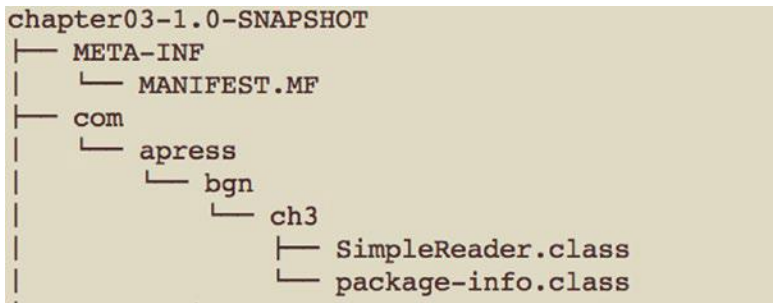 chapter03-1.0-SNAPSHOT
├── META-INF
│   └── MANIFEST.MF
├── com
│   └── apress
│       └── bgn
│           └── ch3
│               ├── SimpleReader.class
│               └── package-info.class